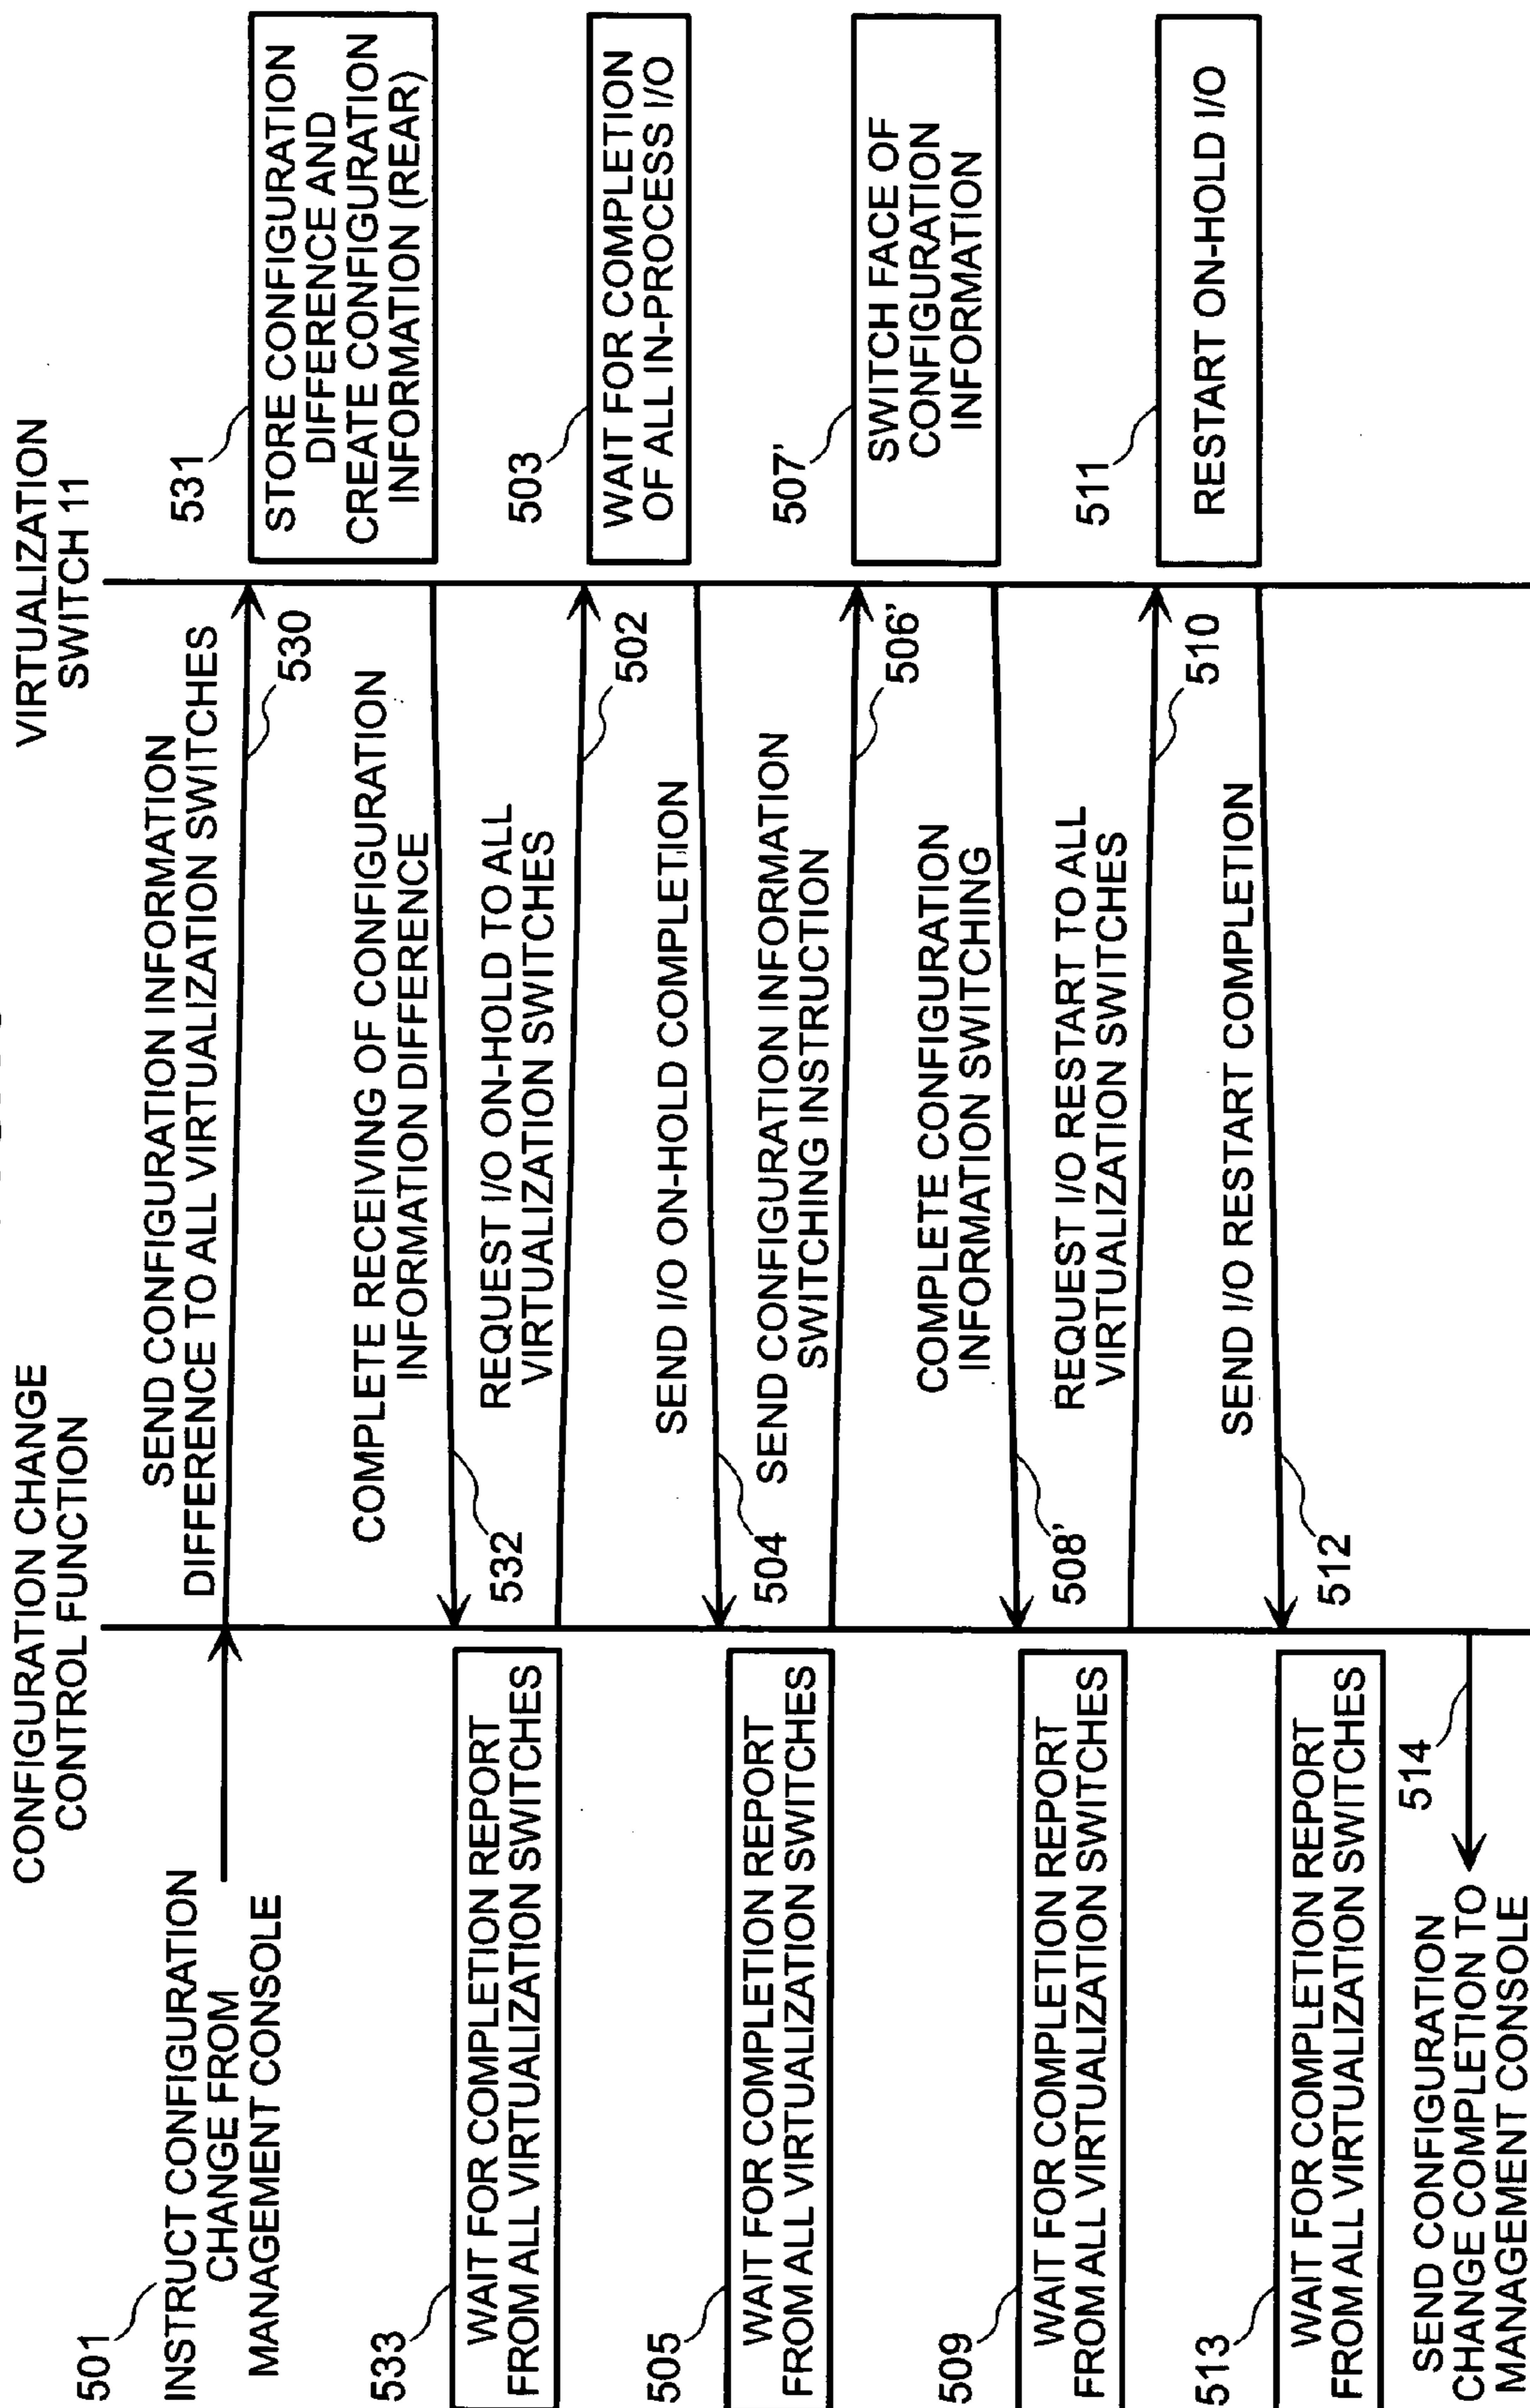 CONFIGURATION CHANGE
CONTROL FUNCTION
VIRTUALIZATION
SWITCH 11
501
INSTRUCT CONFIGURATION
CHANGE FROM
MANAGEMENT CONSOLE
SEND CONFIGURATION INFORMATION
DIFFERENCE TO ALL VIRTUALIZATION SWITCHES
530
531
STORE CONFIGURATION
DIFFERENCE AND
CREATE CONFIGURATION
INFORMATION (REAR)
COMPLETE RECEIVING OF CONFIGURATION
INFORMATION DIFFERENCE
532
533
WAIT FOR COMPLETION REPORT
FROM ALL VIRTUALIZATION SWITCHES
REQUEST I/O ON-HOLD TO ALL
VIRTUALIZATION SWITCHES
502
503
WAIT FOR COMPLETION
OF ALL IN-PROCESS I/O
SEND I/O ON-HOLD COMPLETION
504
505
WAIT FOR COMPLETION REPORT
FROM ALL VIRTUALIZATION SWITCHES
SEND CONFIGURATION INFORMATION
SWITCHING INSTRUCTION
506'
507'
SWITCH FACE OF
CONFIGURATION
INFORMATION
COMPLETE CONFIGURATION
INFORMATION SWITCHING
508'
509
WAIT FOR COMPLETION REPORT
FROM ALL VIRTUALIZATION SWITCHES
REQUEST I/O RESTART TO ALL
VIRTUALIZATION SWITCHES
510
511
RESTART ON-HOLD I/O
SEND I/O RESTART COMPLETION
512
513
WAIT FOR COMPLETION REPORT
FROM ALL VIRTUALIZATION SWITCHES
514
SEND CONFIGURATION
CHANGE COMPLETION TO
MANAGEMENT CONSOLE